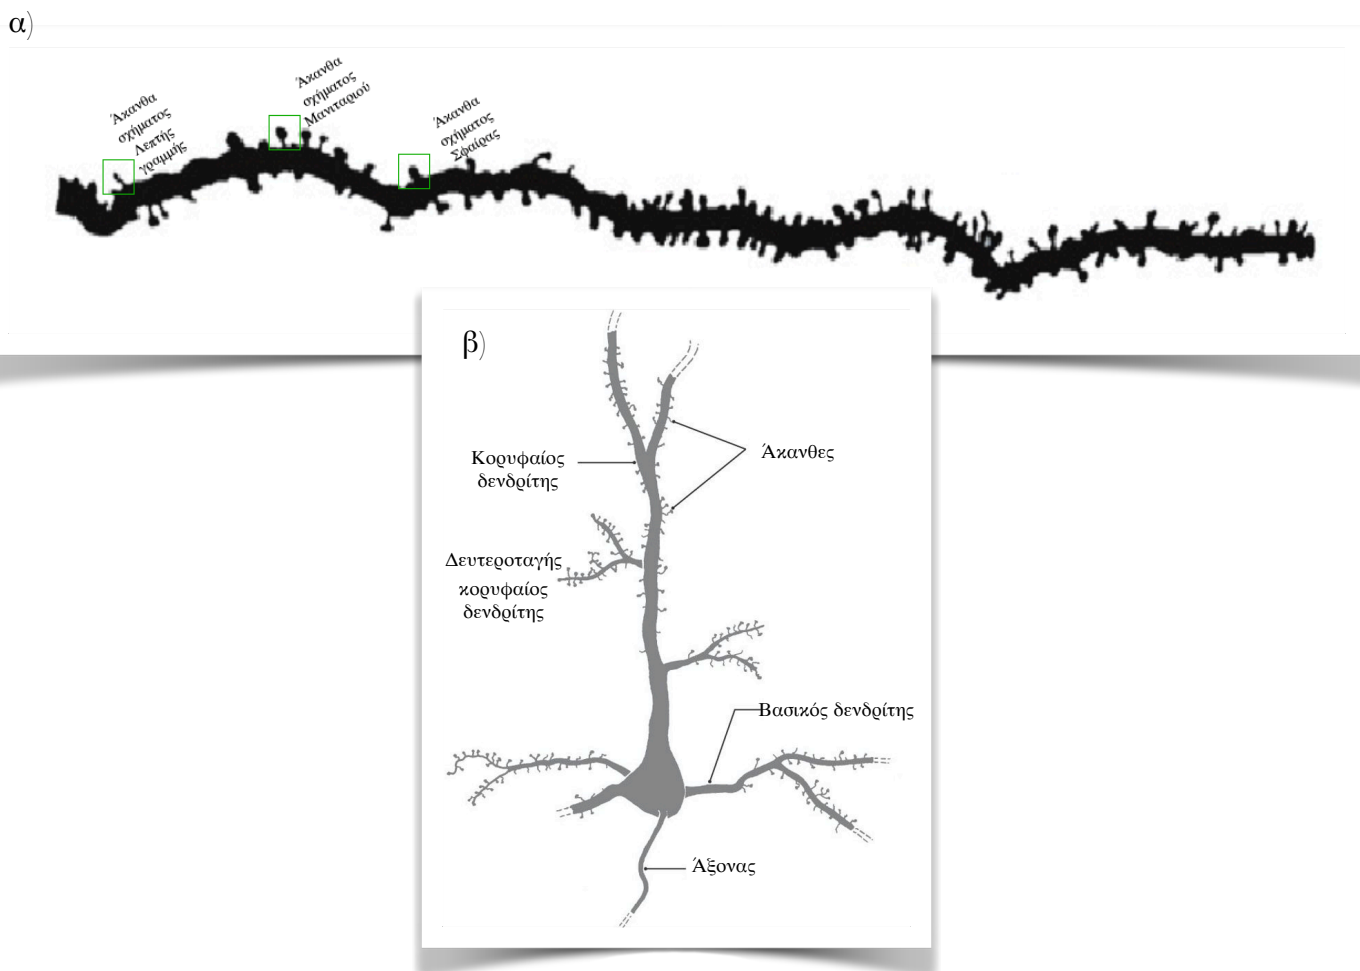 α)
Άκανθα
σχήματος
Λεπτής
γραμμής
Άκανθα
σχήματος
Μανιταριού
Άκανθα
σχήματος
Σφαίρας
β)
Κορυφαίος
δενδρίτης
Άκανθες
Δευτεροταγής
κορυφαίος
δενδρίτης
Βασικός δενδρίτης
Άξονας